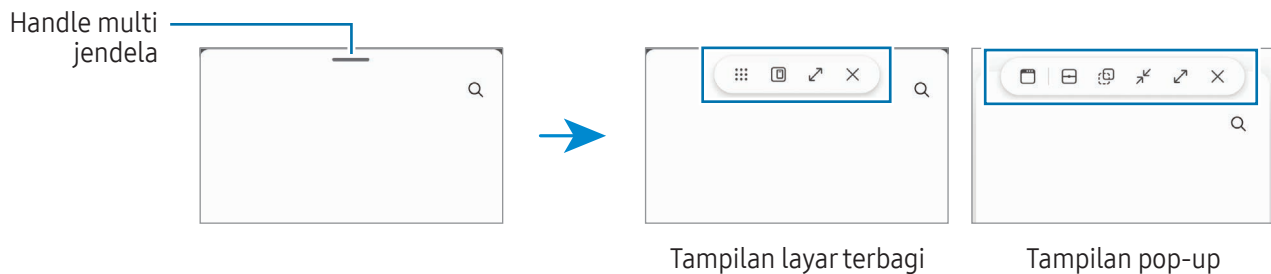 Handle multi
jendela
Tampilan layar terbagi
Tampilan pop-up